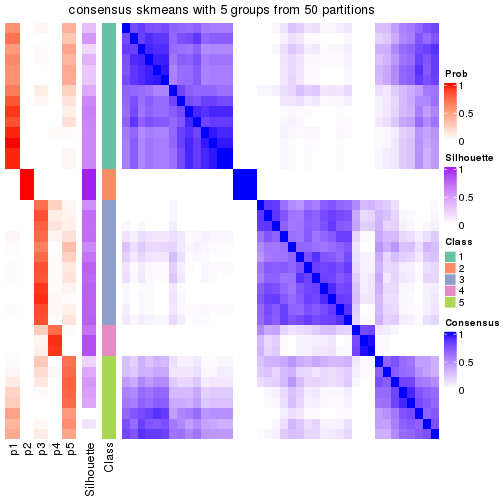 consensus skmeans with 5 groups from 50 partitions
Prob
1
0.5
0
Silhouette
1
0.5
0
Class
1
2
3
4
5
Consensus
1
0.5
0
p1
p2
p3
p4
p5
Silhouette
Class